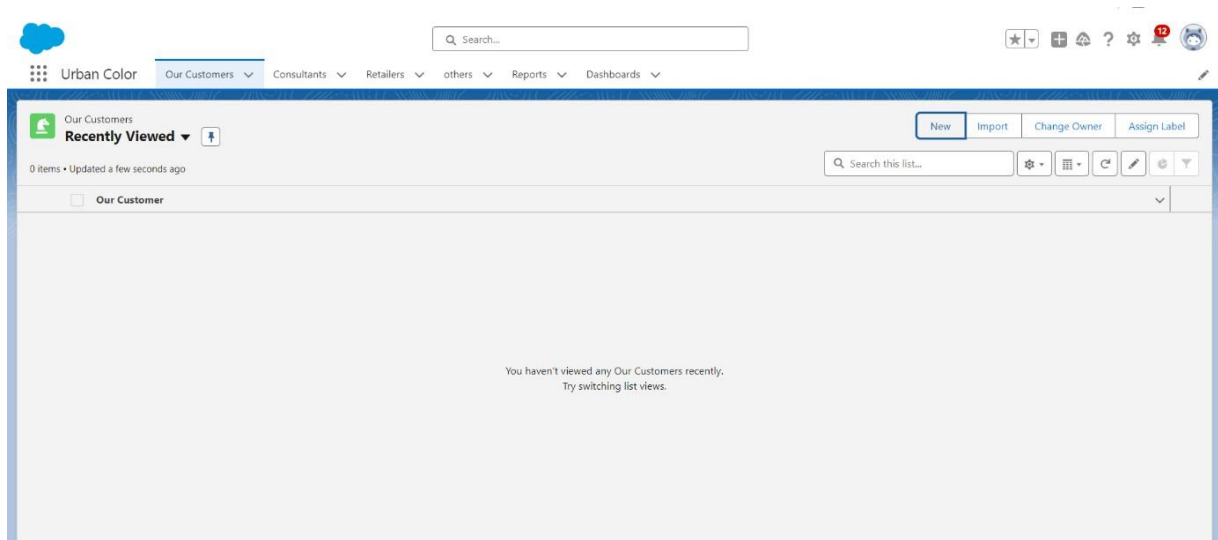 Search...
12
Urban Color Our Customers Consultants Retailers others Reports Dashboards
Our Customers
Recently Viewed
New Import Change Owner Assign Label
0 items • Updated a few seconds ago
Search this list...
Our Customer
You haven't viewed any Our Customers recently.
Try switching list views.